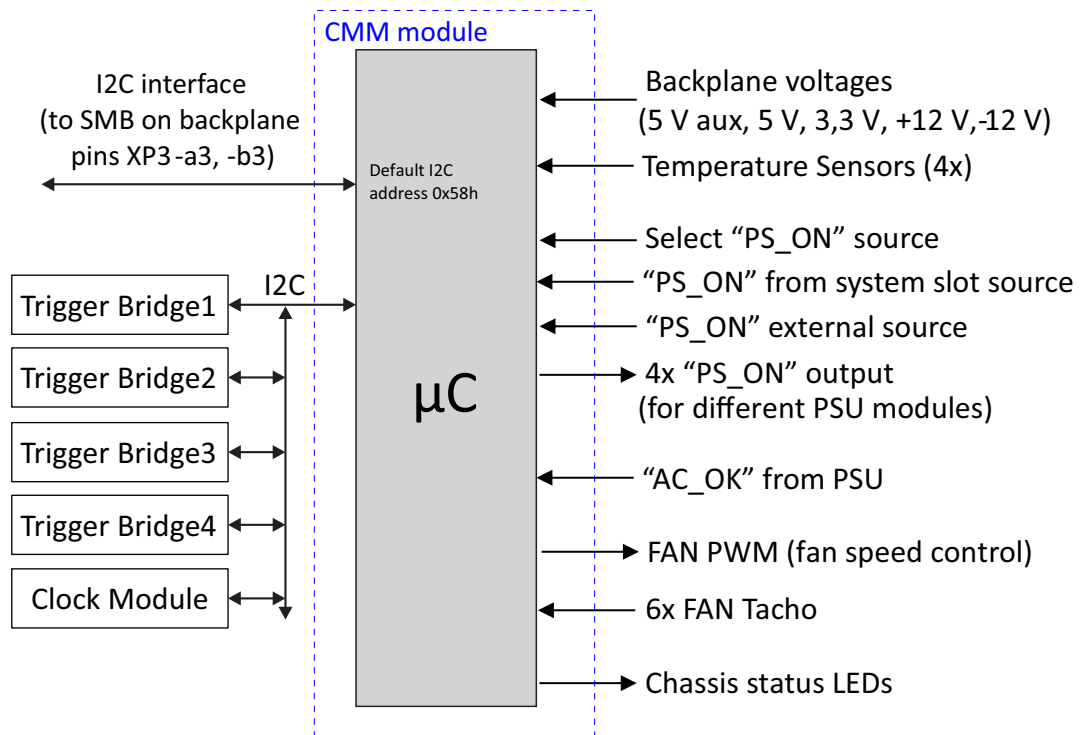 CMM module
I2C interface
(to SMB on backplane
pins XP3 -a3, -b3)
Default I2C
address 0x58h
I2C
Trigger Bridge1
Trigger Bridge2
Trigger Bridge3
Trigger Bridge4
Clock Module
µC
Backplane voltages
(5 V aux, 5 V, 3,3 V, +12 V,-12 V)
Temperature Sensors (4x)
Select “PS_ON” source
“PS_ON” from system slot source
“PS_ON” external source
4x “PS_ON” output
(for different PSU modules)
“AC_OK” from PSU
FAN PWM (fan speed control)
6x FAN Tacho
Chassis status LEDs